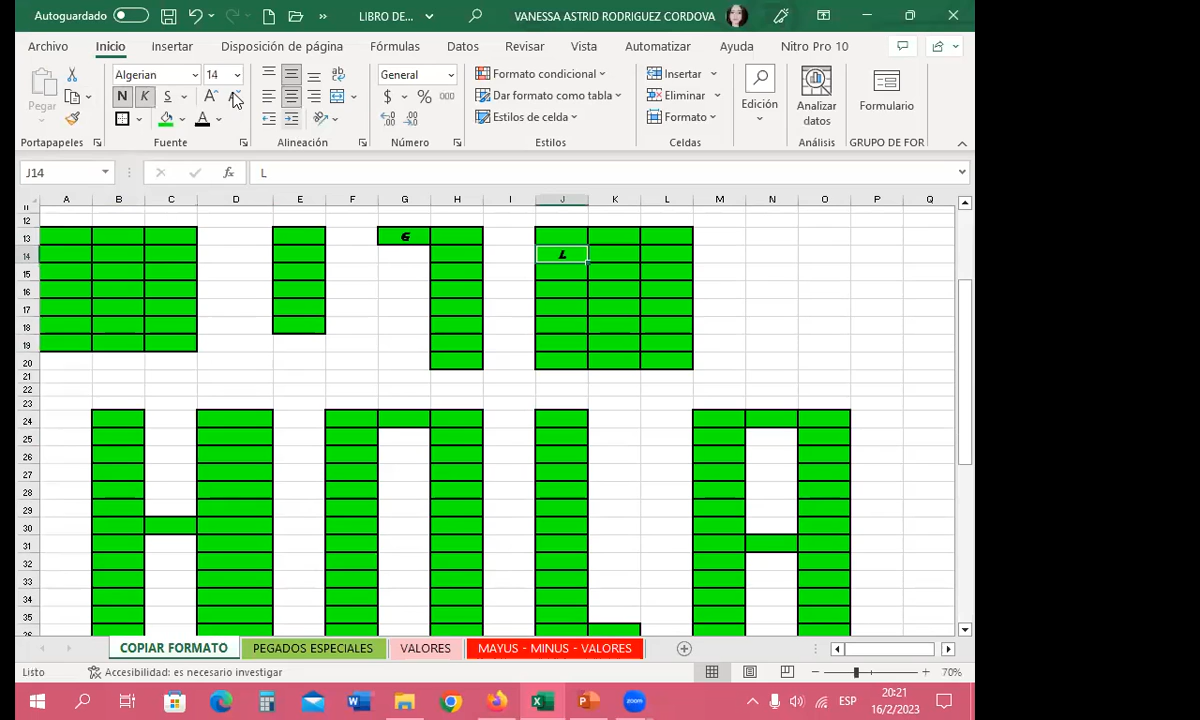 Autoguardado
LIBRO DE...
VANESSA ASTRID RODRIGUEZ CORDOVA
Archivo Inicio Insertar Disposición de página Fórmulas Datos Revisar Vista Automatizar Ayuda Nitro Pro 10
Pegar
Portapapeles
Algerian 14
N K S A A
A
Fuente
Alineación
General
$ % 000
Número
Formato condicional
Dar formato como tabla
Estilos de celda
Estilos
Insertar
Eliminar
Formato
Celdas
Edición
Analizar datos
Análisis
Formulario
GRUPO DE FOR
J14 fx L
A B C D E F G H I J K L M N O P Q
11
12
13 G
14 L
15
16
17
18
19
20
21
22
23
24
25
26
27
28
29
30
31
32
33
34
35
36
COPIAR FORMATO PEGADOS ESPECIALES VALORES MAYUS - MINUS - VALORES
Listo Accesibilidad: es necesario investigar 70%
zoom
ESP
20:21
16/2/2023